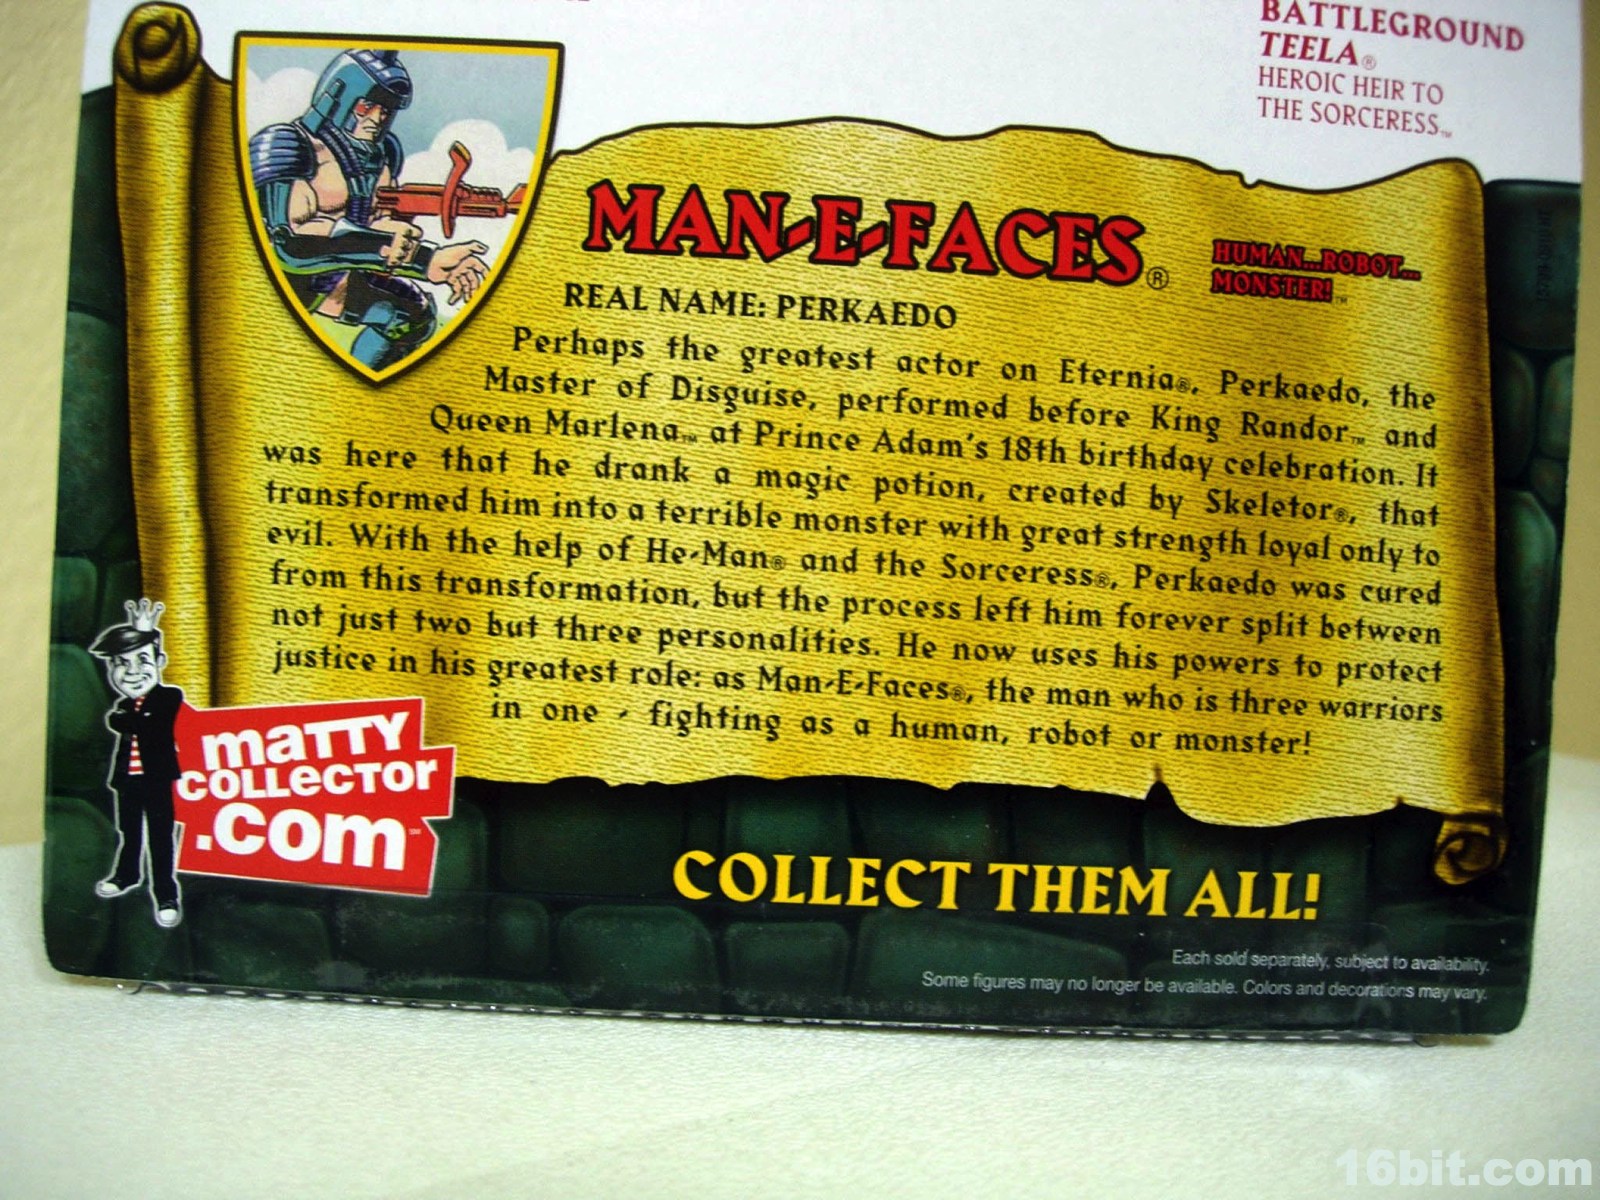 BATTLEGROUND
TEELA®
HEROIC HEIR TO
THE SORCERESS™
MAN-E-FACES®
HUMAN...ROBOT...
MONSTER!™
REAL NAME: PERKAEDO
Perhaps the greatest actor on Eternia®, Perkaedo, the
Master of Disguise, performed before King Randor™ and
Queen Marlena™ at Prince Adam's 18th birthday celebration. It
was here that he drank a magic potion, created by Skeletor®, that
transformed him into a terrible monster with great strength loyal only to
evil. With the help of He-Man® and the Sorceress®, Perkaedo was cured
from this transformation, but the process left him forever split between
not just two but three personalities. He now uses his powers to protect
justice in his greatest role: as Man-E-Faces®, the man who is three warriors
in one - fighting as a human, robot or monster!
matty
collector
.com
COLLECT THEM ALL!
Each sold separately, subject to availability.
Some figures may no longer be available. Colors and decorations may vary.
16bit.com